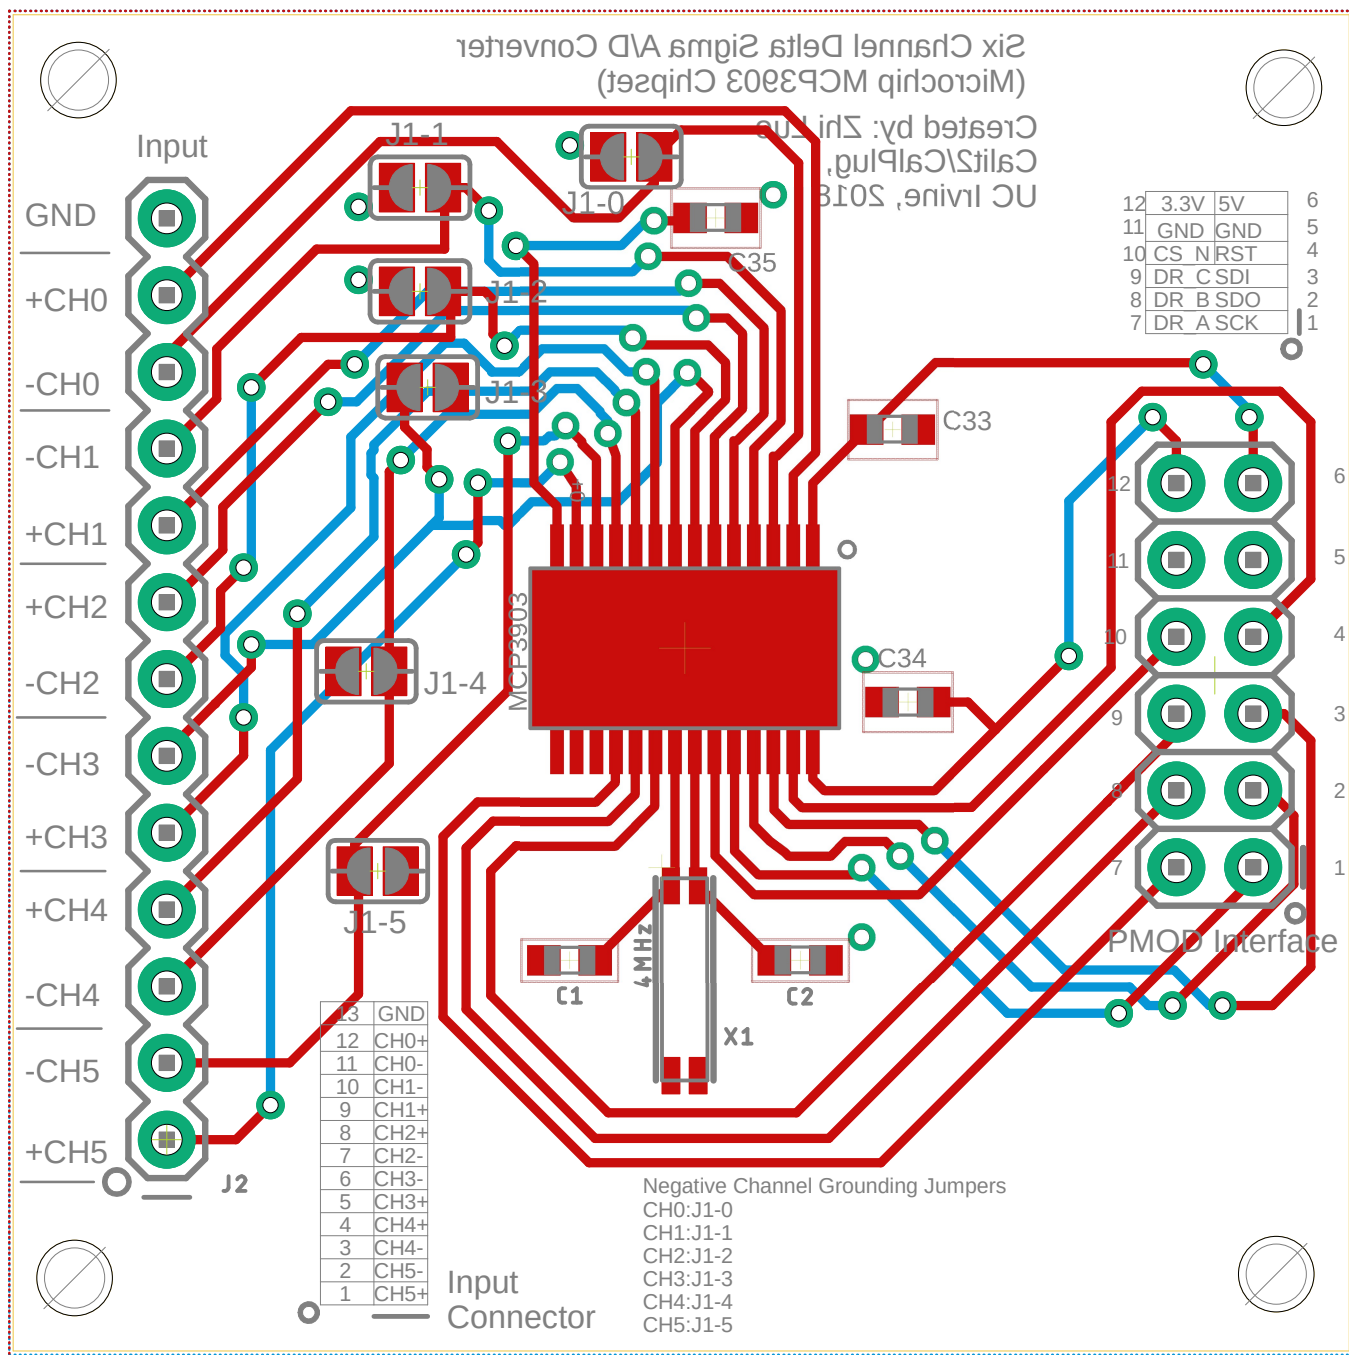 Six Channel Delta Sigma A/D Converter
(Microchip MCP3903 Chipset)
Created by: Zhi Luo
Calit2/CalPlug,
UC Irvine, 2018
Input
GND
+CH0
-CH0
-CH1
+CH1
+CH2
-CH2
-CH3
+CH3
+CH4
-CH4
-CH5
+CH5
J2
J1-1
J1-0
J1-2
J1-3
J1-4
J1-5
C35
C33
C34
MCP3903
C1
C2
4MHz
X1
12 3.3V 5V 6
11 GND GND 5
10 CS_N RST 4
9 DR_C SDI 3
8 DR_B SDO 2
7 DR_A SCK 1
12 6
11 5
10 4
9 3
8 2
7 1
PMOD Interface
13 GND
12 CH0+
11 CH0-
10 CH1-
9 CH1+
8 CH2+
7 CH2-
6 CH3-
5 CH3+
4 CH4+
3 CH4-
2 CH5-
1 CH5+
Input
Connector
Negative Channel Grounding Jumpers
CH0:J1-0
CH1:J1-1
CH2:J1-2
CH3:J1-3
CH4:J1-4
CH5:J1-5